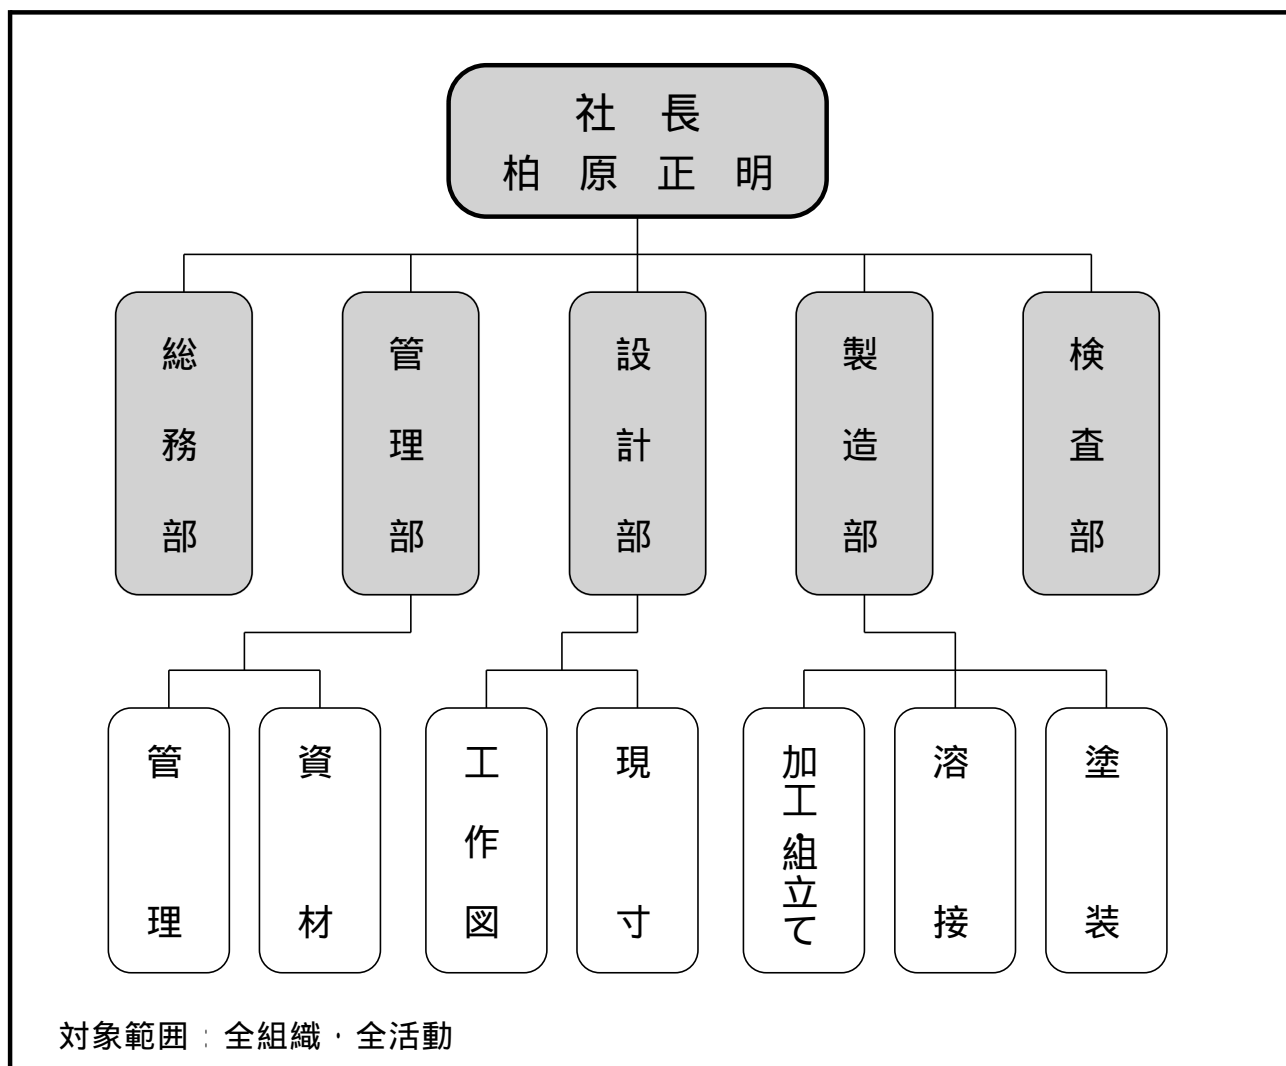 社 長
柏 原 正 明
総務部
管理部
設計部
製造部
検査部
管理
資材
工作図
現寸
加工・組立て
溶接
塗装
対象範囲：全組織・全活動